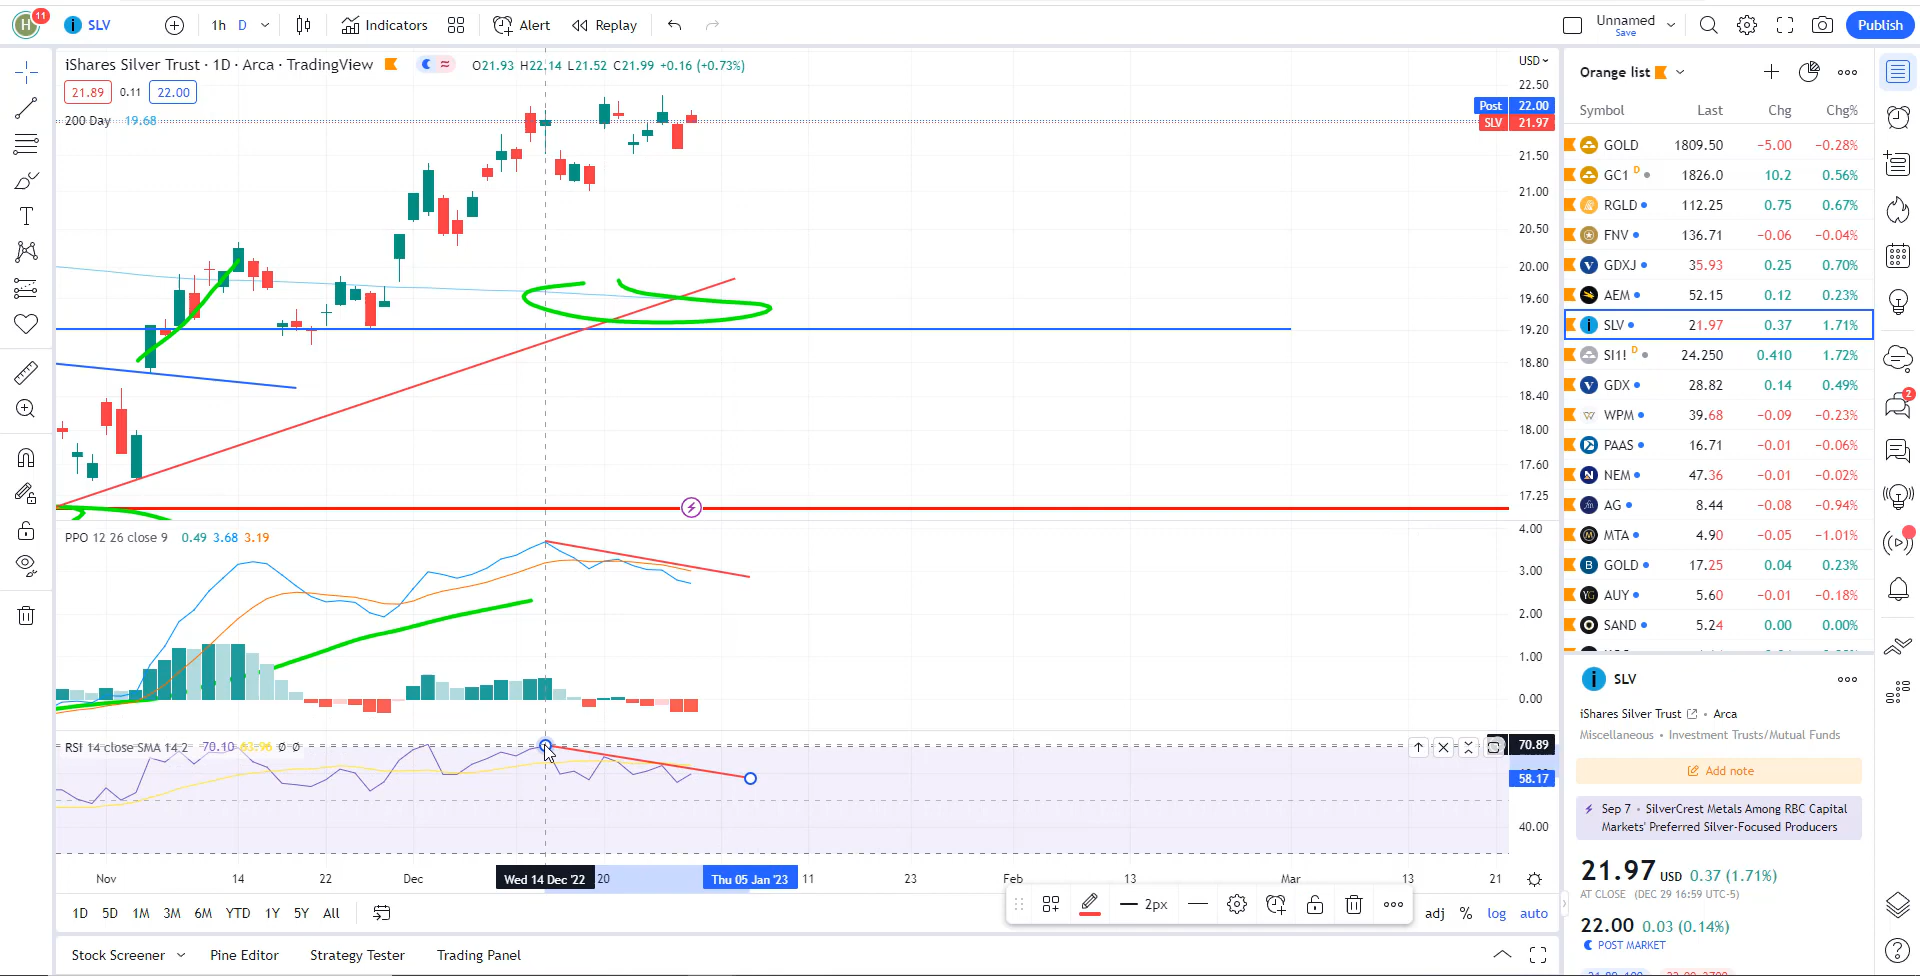 H 11 SLV 1h D Indicators Alert Replay Unnamed Save Publish
iShares Silver Trust · 1D · Arca · TradingView O21.93 H22.14 L21.52 C21.99 +0.16 (+0.73%)
21.89 0.11 22.00
200 Day 19.68
USD
22.50
Post 22.00
SLV 21.97
21.50
21.00
20.50
20.00
19.60
19.20
18.80
18.40
18.00
17.60
17.25
PPO 12 26 close 9 0.49 3.68 3.19
4.00
3.00
2.00
1.00
0.00
RSI 14 close SMA 14 2 70.10 63.96 Ø Ø
70.89
58.17
40.00
Nov 14 22 Dec Wed 14 Dec '22 20 Thu 05 Jan '23 11 23 Feb 13 Mar 13 21
1D 5D 1M 3M 6M YTD 1Y 5Y All
2px
adj % log auto
Stock Screener Pine Editor Strategy Tester Trading Panel
Orange list
Symbol Last Chg Chg%
GOLD 1809.50 −5.00 −0.28%
GC1 D 1826.0 10.2 0.56%
RGLD 112.25 0.75 0.67%
FNV 136.71 −0.06 −0.04%
GDXJ 35.93 0.25 0.70%
AEM 52.15 0.12 0.23%
SLV 21.97 0.37 1.71%
SI1! D 24.250 0.410 1.72%
GDX 28.82 0.14 0.49%
WPM 39.68 −0.09 −0.23%
PAAS 16.71 −0.01 −0.06%
NEM 47.36 −0.01 −0.02%
AG 8.44 −0.08 −0.94%
MTA 4.90 −0.05 −1.01%
GOLD 17.25 0.04 0.23%
AUY 5.60 −0.01 −0.18%
SAND 5.24 0.00 0.00%
SLV
iShares Silver Trust • Arca
Miscellaneous • Investment Trusts/Mutual Funds
Add note
Sep 7 • SilverCrest Metals Among RBC Capital
Markets' Preferred Silver-Focused Producers
21.97 USD 0.37 (1.71%)
AT CLOSE (DEC 29 16:59 UTC-5)
22.00 0.03 (0.14%)
POST MARKET
2